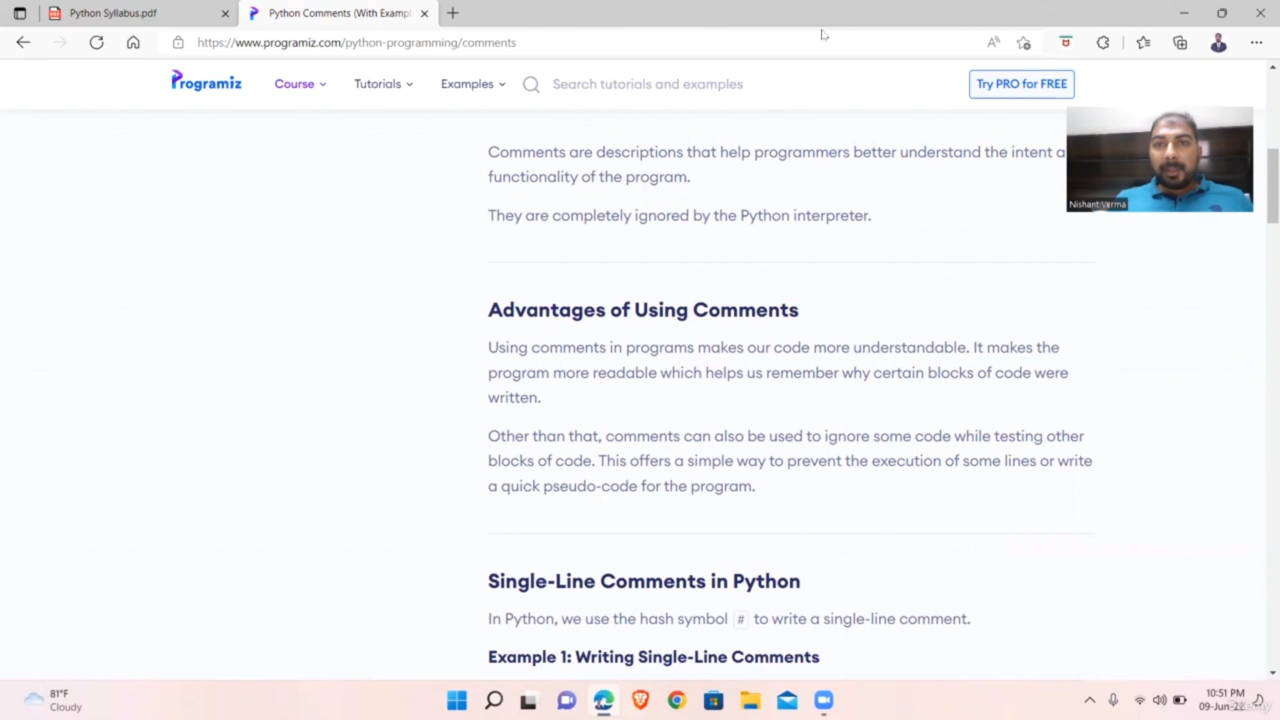 Python Syllabus.pdf
Python Comments (With Exampl
https://www.programiz.com/python-programming/comments
Programiz
Course
Tutorials
Examples
Search tutorials and examples
Try PRO for FREE
Comments are descriptions that help programmers better understand the intent a
functionality of the program.
They are completely ignored by the Python interpreter.
Nishant Verma
Advantages of Using Comments
Using comments in programs makes our code more understandable. It makes the
program more readable which helps us remember why certain blocks of code were
written.
Other than that, comments can also be used to ignore some code while testing other
blocks of code. This offers a simple way to prevent the execution of some lines or write
a quick pseudo-code for the program.
Single-Line Comments in Python
In Python, we use the hash symbol # to write a single-line comment.
Example 1: Writing Single-Line Comments
81°F
Cloudy
10:51 PM
09-Jun-